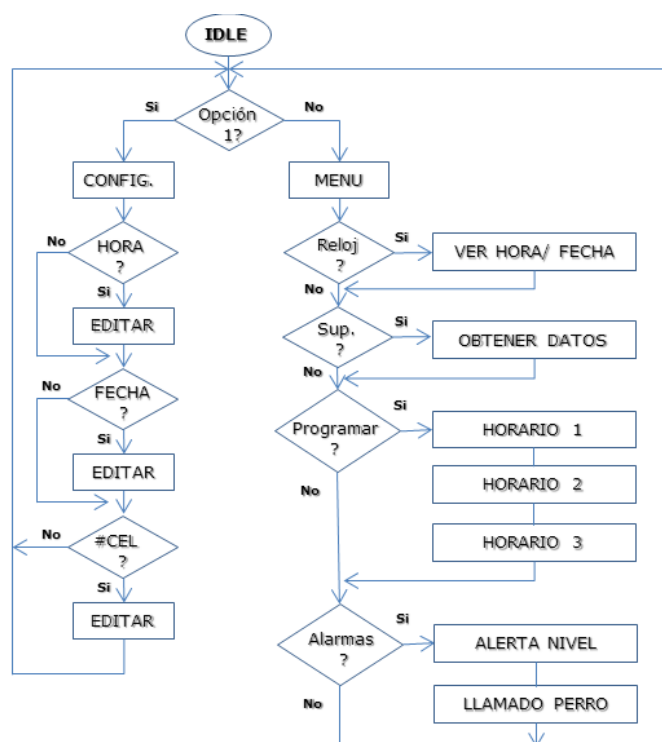 IDLE
Si
Opción
1?
No
CONFIG.
MENU
No
HORA
?
Reloj
?
Si
VER HORA/ FECHA
Si
No
EDITAR
Sup.
?
Si
OBTENER DATOS
No
No
FECHA
?
Programar
?
Si
HORARIO 1
Si
EDITAR
No
HORARIO 2
No
#CEL
?
HORARIO 3
Si
EDITAR
Alarmas
?
Si
ALERTA NIVEL
No
LLAMADO PERRO